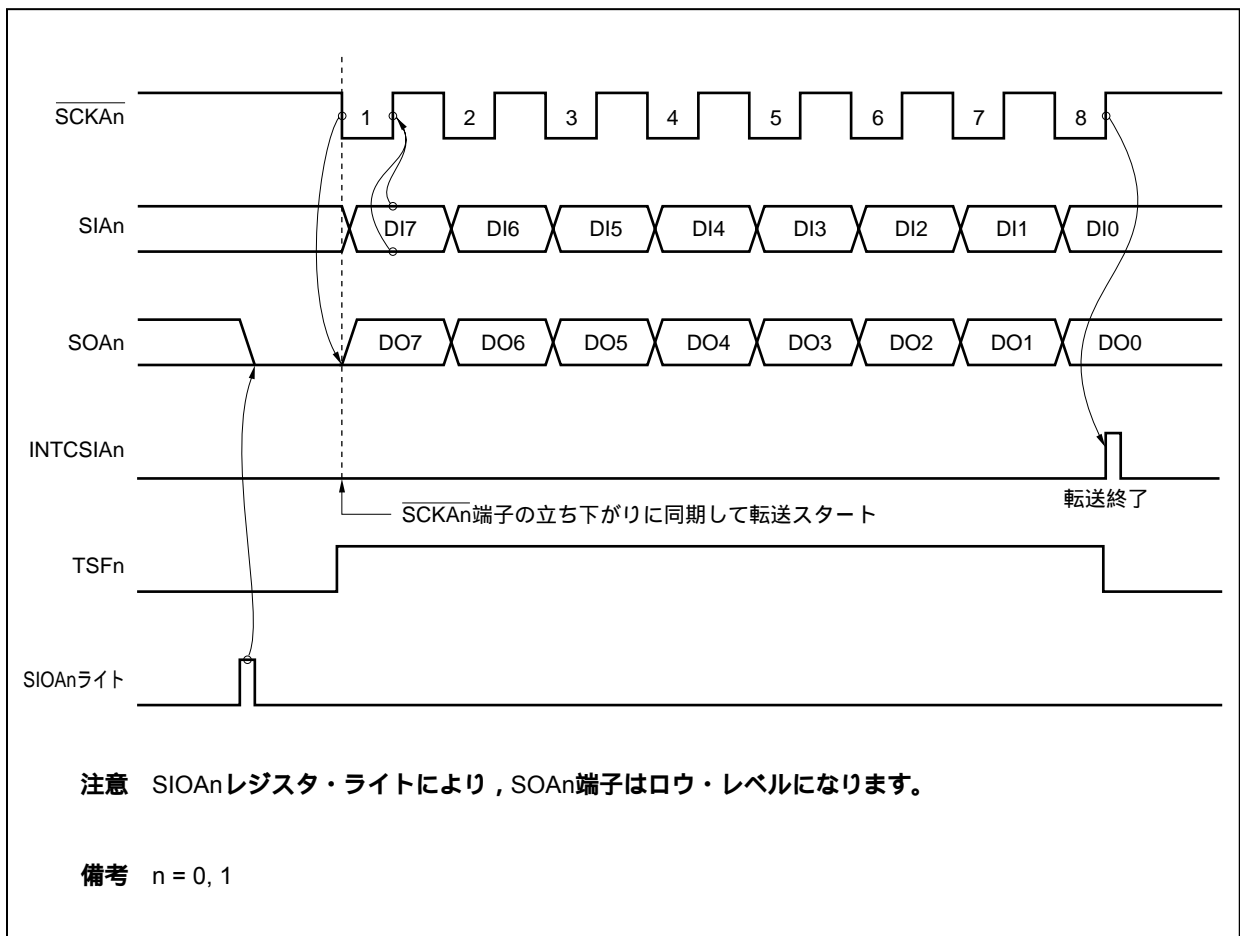 SCKAn
1 2 3 4 5 6 7 8
SIAn
DI7 DI6 DI5 DI4 DI3 DI2 DI1 DI0
SOAn
DO7 DO6 DO5 DO4 DO3 DO2 DO1 DO0
INTCSIAn
転送終了
SCKAn端子の立ち下がりに同期して転送スタート
TSFn
SIOAnライト
注意 SIOAnレジスタ・ライトにより,SOAn端子はロウ・レベルになります。
備考 n = 0, 1